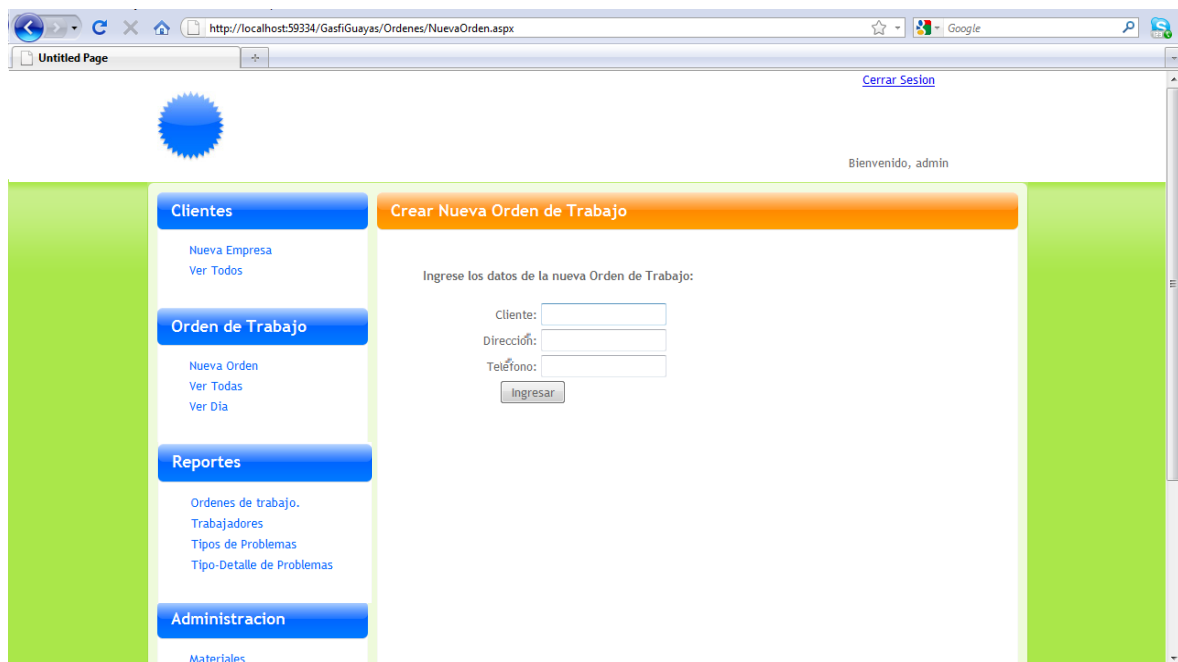 http://localhost:59334/GasfiGuayas/Ordenes/NuevaOrden.aspx
Google
Untitled Page
Cerrar Sesion
Bienvenido, admin
Clientes
Nueva Empresa
Ver Todos
Orden de Trabajo
Nueva Orden
Ver Todas
Ver Dia
Reportes
Ordenes de trabajo.
Trabajadores
Tipos de Problemas
Tipo-Detalle de Problemas
Administracion
Materiales
Crear Nueva Orden de Trabajo
Ingrese los datos de la nueva Orden de Trabajo:
Cliente:
Dirección:
Teléfono:
Ingresar